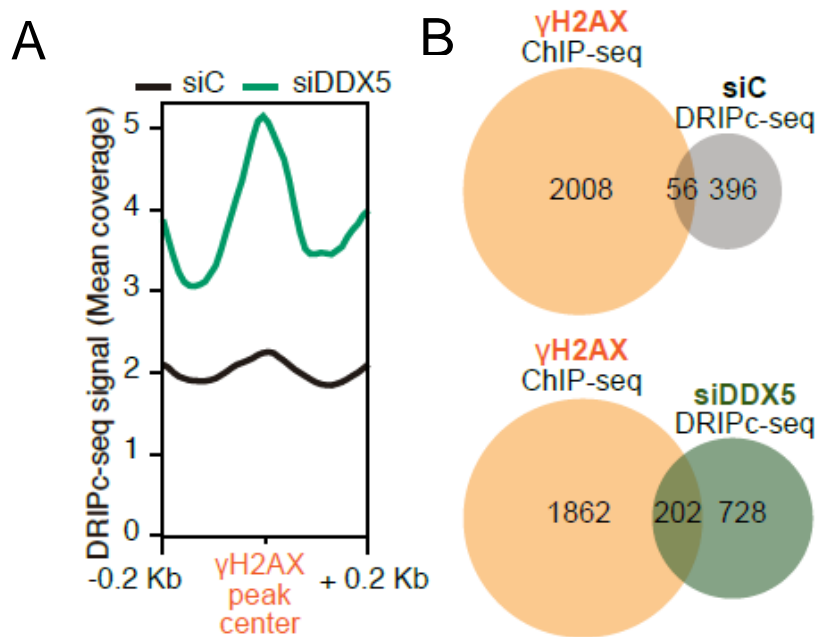 A
siC siDDX5
DRIPc-seq signal (Mean coverage)
5
4
3
2
1
0
-0.2 Kb
γH2AX
peak
center
+ 0.2 Kb
B
γH2AX
ChIP-seq
siC
DRIPc-seq
2008 56 396
γH2AX
ChIP-seq
siDDX5
DRIPc-seq
1862 202 728